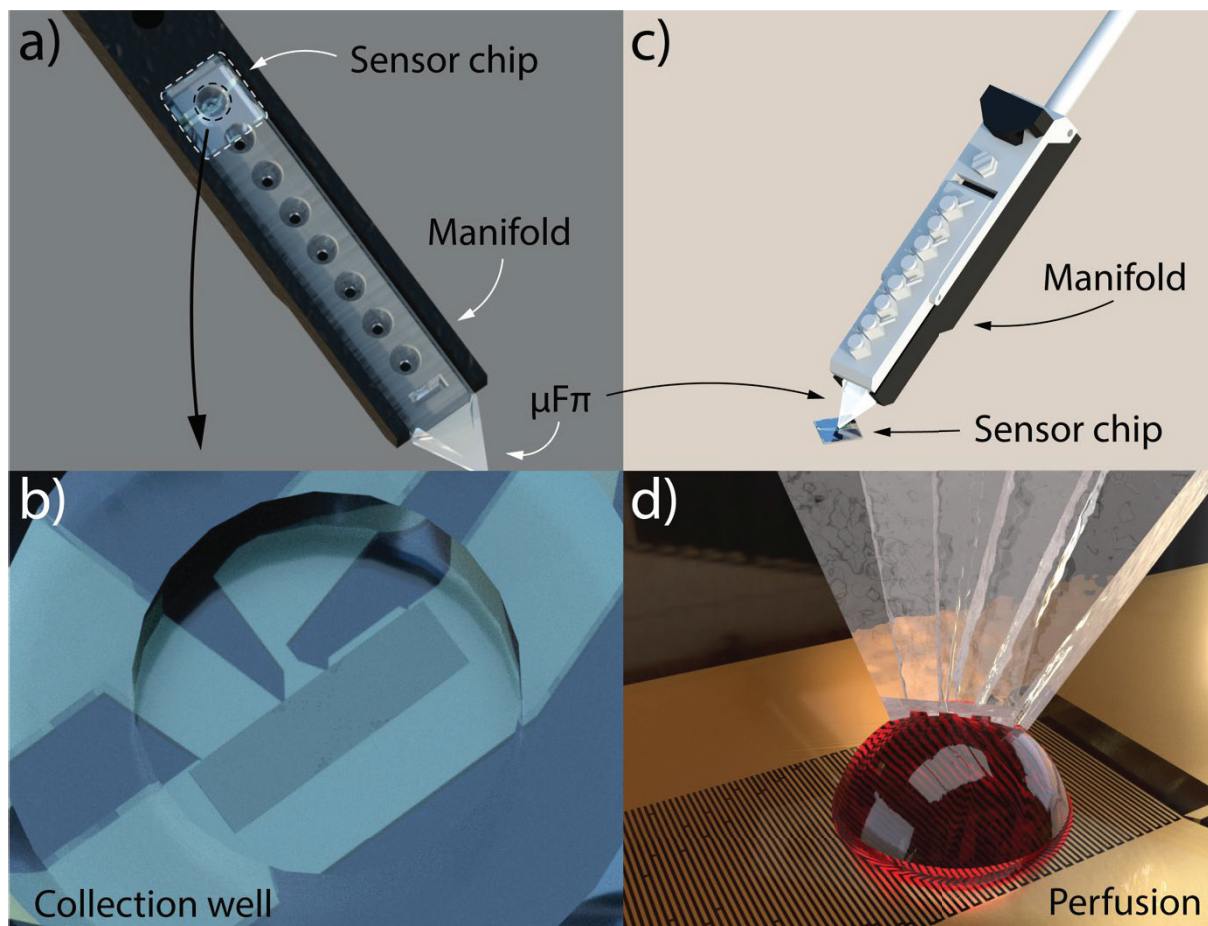 a)
Sensor chip
Manifold
μFπ
c)
Manifold
Sensor chip
b)
Collection well
d)
Perfusion